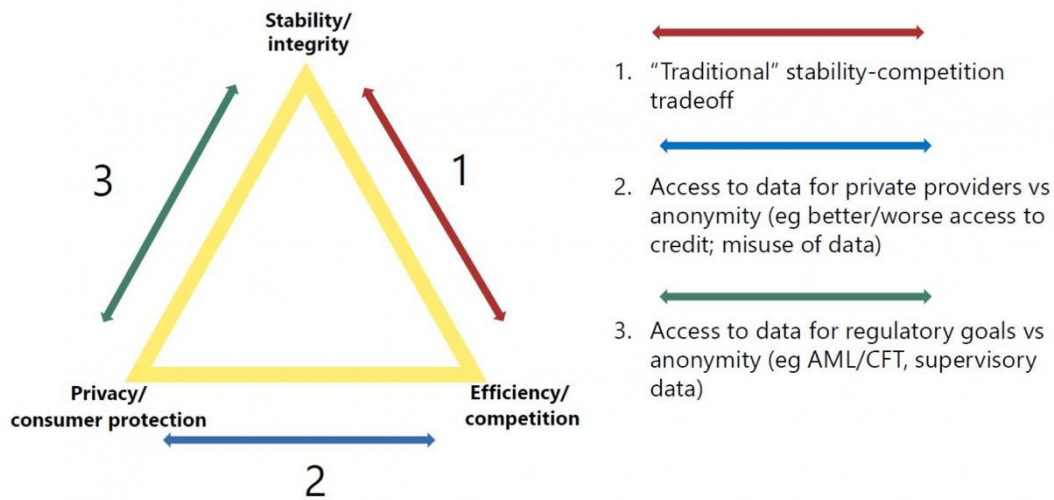 Stability/
integrity
3
1
Privacy/
consumer protection
Efficiency/
competition
2
1. “Traditional” stability-competition
tradeoff
2. Access to data for private providers vs
anonymity (eg better/worse access to
credit; misuse of data)
3. Access to data for regulatory goals vs
anonymity (eg AML/CFT, supervisory
data)